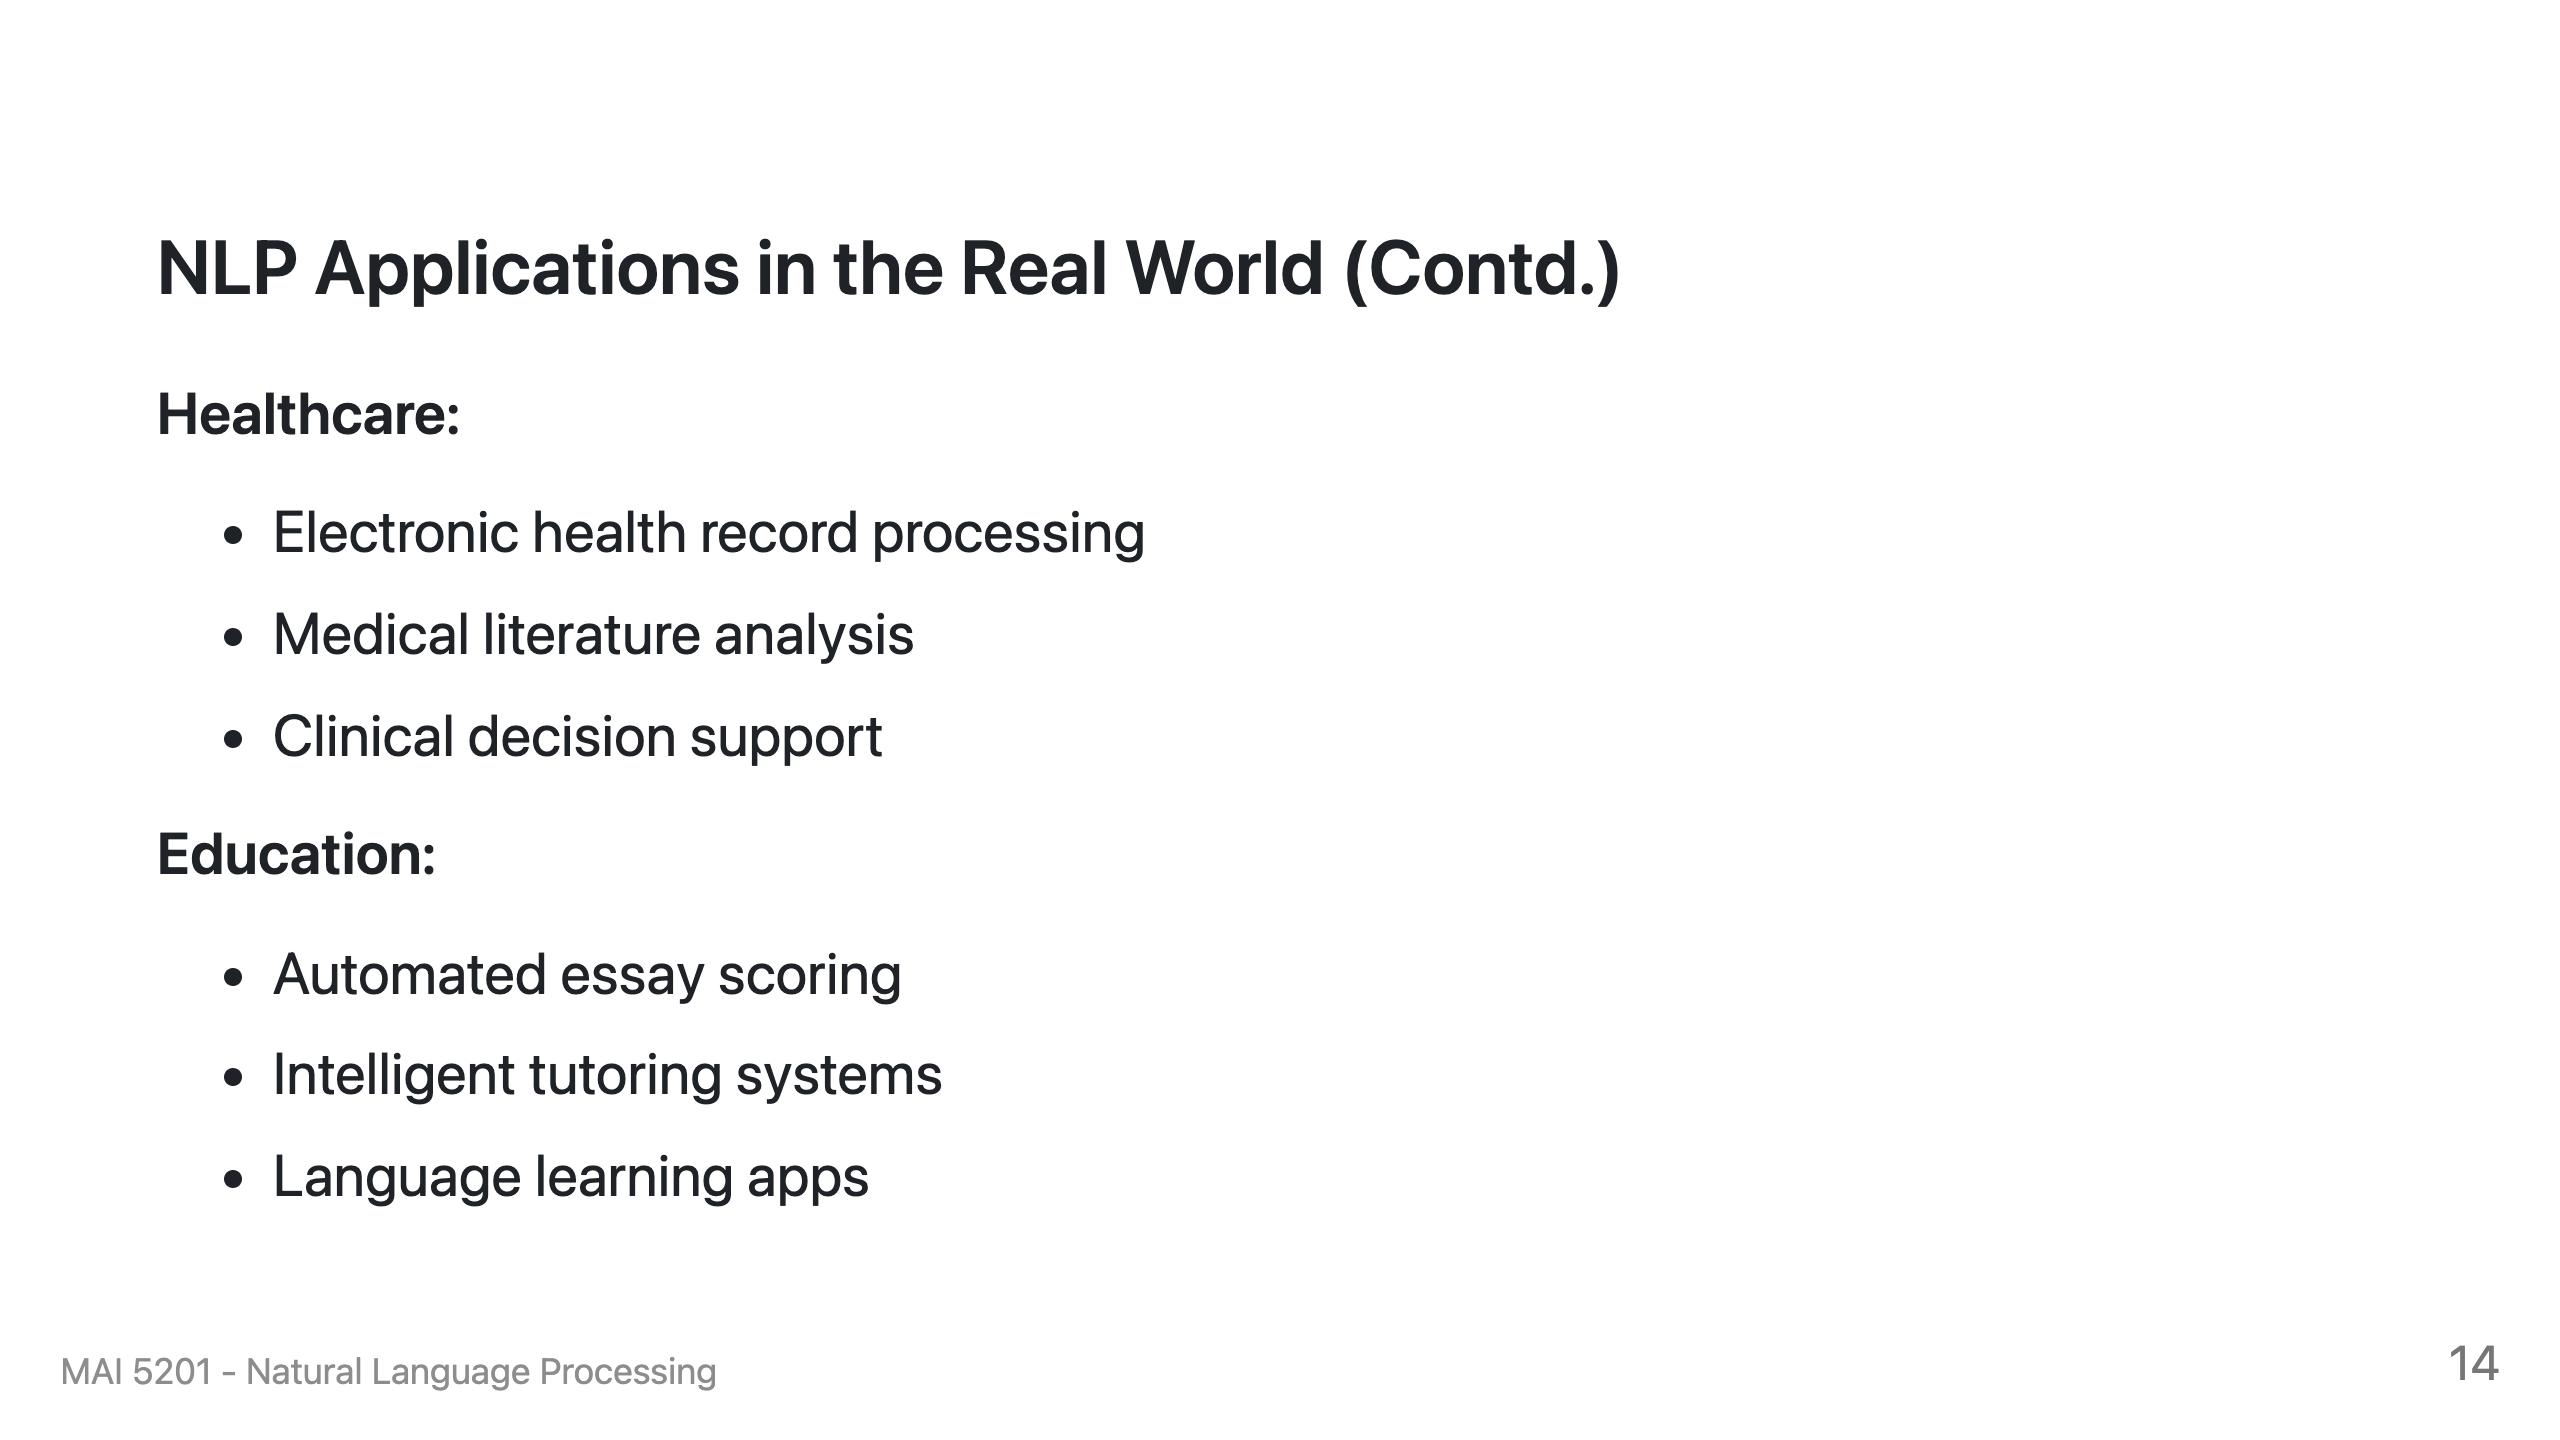 NLP Applications in the Real World (Contd.)
Healthcare:
• Electronic health record processing
• Medical literature analysis
• Clinical decision support
Education:
• Automated essay scoring
• Intelligent tutoring systems
• Language learning apps
MAI 5201 - Natural Language Processing
14